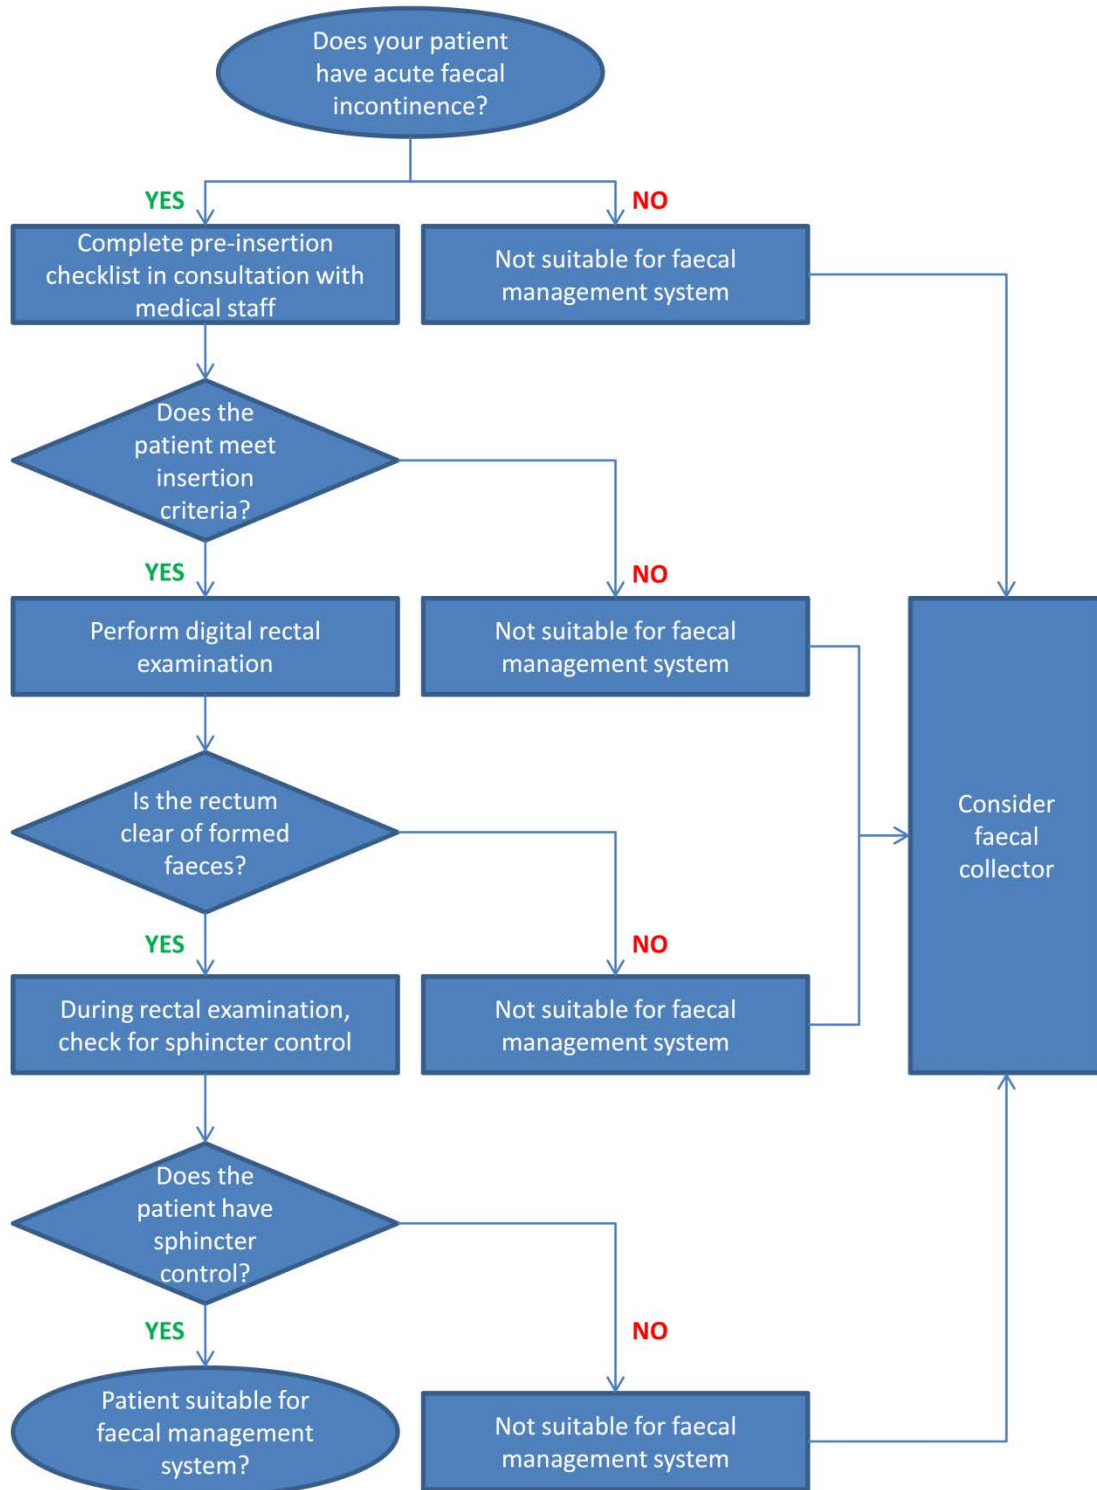 Does your patient
have acute faecal
incontinence?
YES
NO
Complete pre-insertion
checklist in consultation with
medical staff
Not suitable for faecal
management system
Does the
patient meet
insertion
criteria?
YES
NO
Perform digital rectal
examination
Not suitable for faecal
management system
Is the rectum
clear of formed
faeces?
Consider
faecal
collector
YES
NO
During rectal examination,
check for sphincter control
Not suitable for faecal
management system
Does the
patient have
sphincter
control?
YES
NO
Patient suitable for
faecal management
system?
Not suitable for faecal
management system